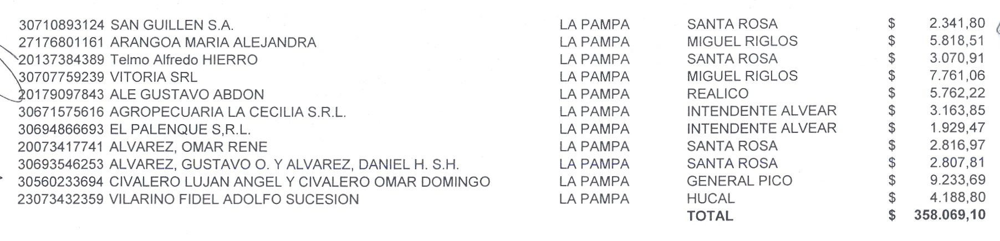 30710893124 SAN GUILLEN S.A. LA PAMPA SANTA ROSA $ 2.341,80
27176801161 ARANGOA MARIA ALEJANDRA LA PAMPA MIGUEL RIGLOS $ 5.818,51
20137384389 Telmo Alfredo HIERRO LA PAMPA SANTA ROSA $ 3.070,91
30707759239 VITORIA SRL LA PAMPA MIGUEL RIGLOS $ 7.761,06
20179097843 ALE GUSTAVO ABDON LA PAMPA REALICO $ 5.762,22
30671575616 AGROPECUARIA LA CECILIA S.R.L. LA PAMPA INTENDENTE ALVEAR $ 3.163,85
30694866693 EL PALENQUE S,R.L. LA PAMPA INTENDENTE ALVEAR $ 1.929,47
20073417741 ALVAREZ, OMAR RENE LA PAMPA SANTA ROSA $ 2.816,97
30693546253 ALVAREZ, GUSTAVO O. Y ALVAREZ, DANIEL H. S.H. LA PAMPA SANTA ROSA $ 2.807,81
30560233694 CIVALERO LUJAN ANGEL Y CIVALERO OMAR DOMINGO LA PAMPA GENERAL PICO $ 9.233,69
23073432359 VILARINO FIDEL ADOLFO SUCESION LA PAMPA HUCAL $ 4.188,80
TOTAL $ 358.069,10